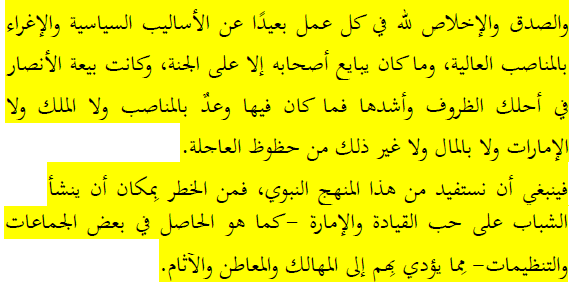 والصدق والإخلاص لله في كل عمل بعيدًا عن الأساليب السياسية والإغراء
بالمناصب العالية، وما كان يبايع أصحابه إلا على الجنة، وكانت بيعة الأنصار
في أحلك الظروف وأشدها فما كان فيها وعدٌ بالمناصب ولا الملك ولا
الإمارات ولا بالمال ولا غير ذلك من حظوظ العاجلة.
فينبغي أن نستفيد من هذا المنهج النبوي، فمن الخطر بِمكان أن ينشأ
الشباب على حب القيادة والإمارة –كما هو الحاصل في بعض الجماعات
والتنظيمات– مِما يؤدي بِهم إلى المهالك والمعاطن والآثام.